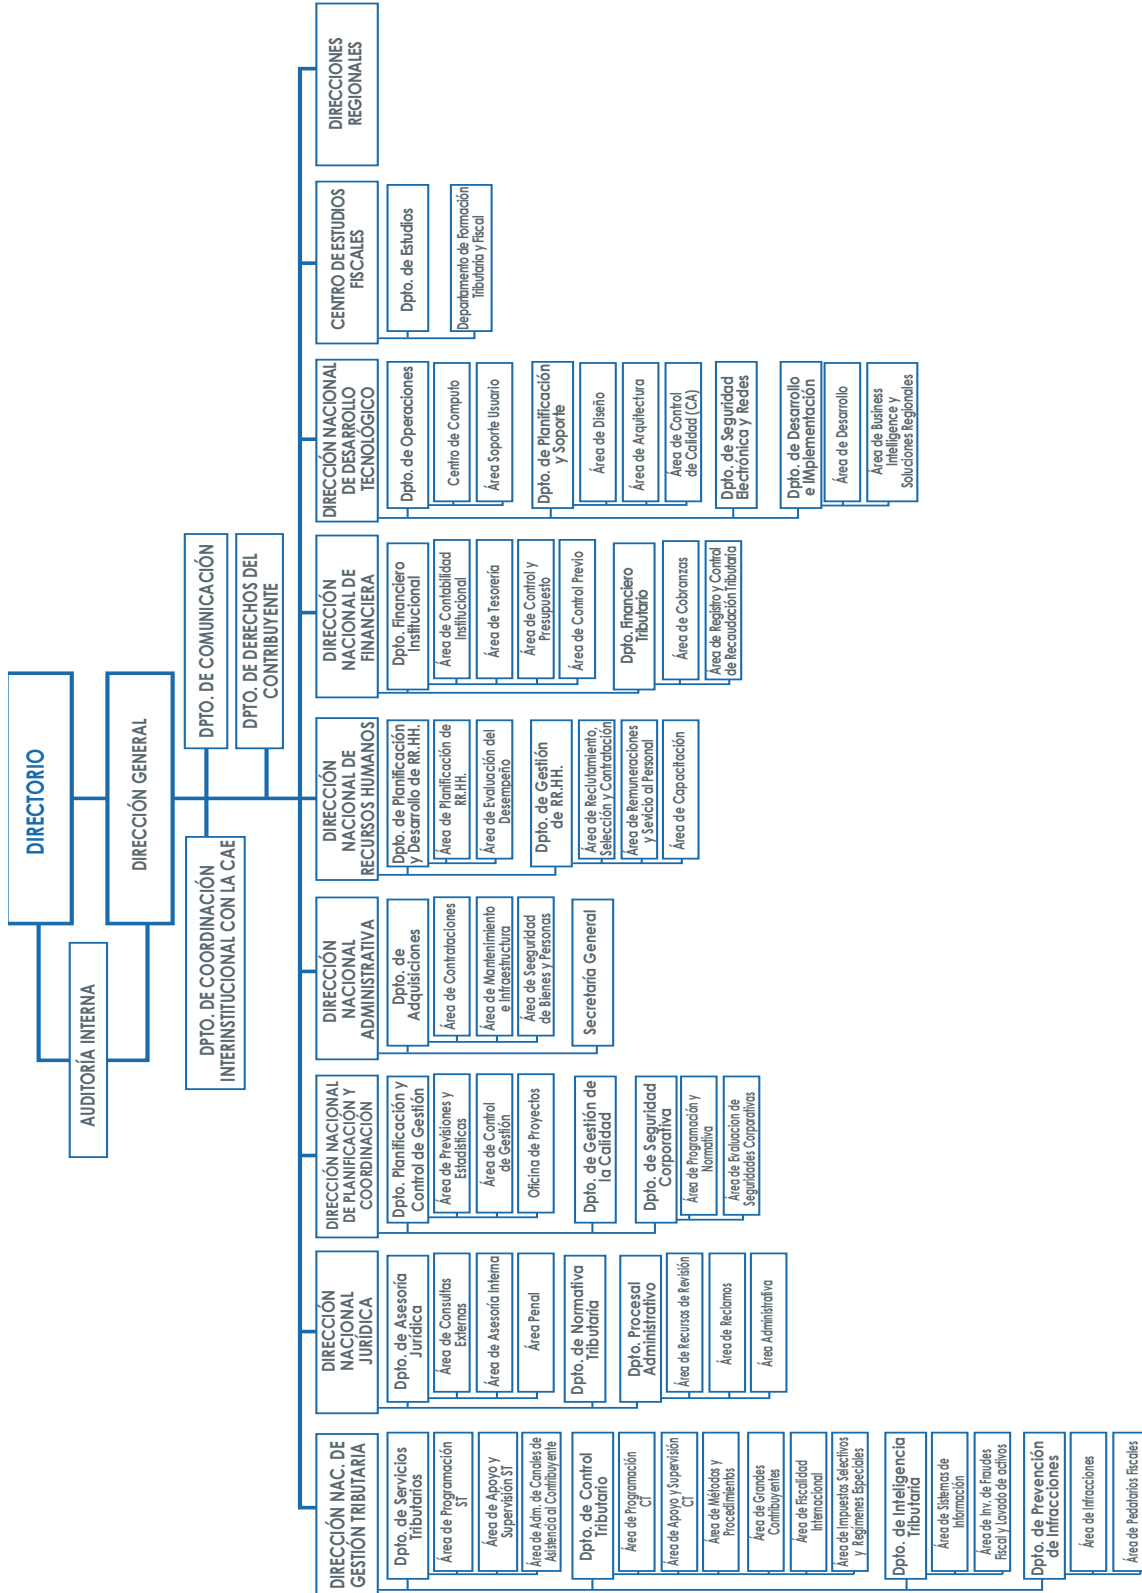 DIRECTORIO
AUDITORÍA INTERNA
DIRECCIÓN GENERAL
DPTO. DE COORDINACIÓN
INTERINSTITUCIONAL CON LA CAE
DPTO. DE COMUNICACIÓN
DPTO. DE DERECHOS DEL
CONTRIBUYENTE
DIRECCIÓN NAC. DE
GESTIÓN TRIBUTARIA
Dpto. de Servicios
Tributarios
Área de Programación
ST
Área de Apoyo y
Supervisión ST
Área de Adm. de Canales de
Asistencia al Contribuyente
Dpto. de Control
Tributario
Área de Programación
CT
Área de Apoyo y Supervisión
CT
Área de Métodos y
Procedimientos
Área de Grandes
Contribuyentes
Área de Fiscalidad
Internacional
Área de Impuestos Selectivos
y Regímenes Especiales
Dpto. de Inteligencia
Tributaria
Área de Sistemas de
Información
Área de Inv. de Fraudes
Fiscal y Lavado de activos
Dpto. de Prevención
de Infracciones
Área de Infracciones
Área de Pedatarios Fiscales
DIRECCIÓN
NACIONAL
JURÍDICA
Dpto. de Asesoría
Jurídica
Área de Consultas
Externas
Área de Asesoría Interna
Área Penal
Dpto. de Normativa
Tributaria
Dpto. Procesal
Administrativo
Área de Recursos de Revisión
Área de Reclamos
Área Administrativa
DIRECCIÓN NACIONAL
DE PLANIFICACIÓN Y
COORDINACIÓN
Dpto. Planificación y
Control de Gestión
Área de Previsiones y
Estadísticas
Área de Control
de Gestión
Oficina de Proyectos
Dpto. de Gestión de
la Calidad
Dpto. de Seguridad
Corporativa
Área de Programación y
Normativa
Área de Evaluacion de
Seguridades Corporativas
DIRECCIÓN
NACIONAL
ADMINISTRATIVA
Dpto. de
Adquisiciones
Área de Contrataciones
Área de Mantenimiento
e Infraestructura
Área de Seeguridad
de Bienes y Personas
Secretaría General
DIRECCIÓN
NACIONAL DE
RECURSOS HUMANOS
Dpto. de Planificación
y Desarrollo de RR.HH.
Área de Planificación de
RR.HH.
Área de Evaluación del
Desempeño
Dpto. de Gestión
de RR.HH.
Área de Reclutamiento,
Selección y Contratación
Área de Remuneraciones
y Sevicio al Personal
Área de Capacitación
DIRECCIÓN
NACIONAL DE
FINANCIERA
Dpto. Financiero
Institucional
Área de Contabilidad
Institucional
Área de Tesorería
Área de Control y
Presupuesto
Área de Control Previo
Dpto. Financiero
Tributario
Área de Cobranzas
Área de Registro y Control
de Recaudación Tributaria
DIRECCIÓN NACIONAL
DE DESARROLLO
TECNOLÓGICO
Dpto. de Operaciones
Centro de Computo
Área Soporte Usuario
Dpto. de Planificación
y Soporte
Área de Diseño
Área de Arquitectura
Área de Control
de Calidad (CA)
Dpto. de Seguridad
Electrónica y Redes
Dpto. de Desarrollo
e IMplementación
Área de Desarrollo
Área de Business
Intelligence y
Soluciones Regionales
CENTRO DE ESTUDIOS
FISCALES
Dpto. de Estudios
Departamento de Formación
Tributaria y Fiscal
DIRECCIONES
REGIONALES